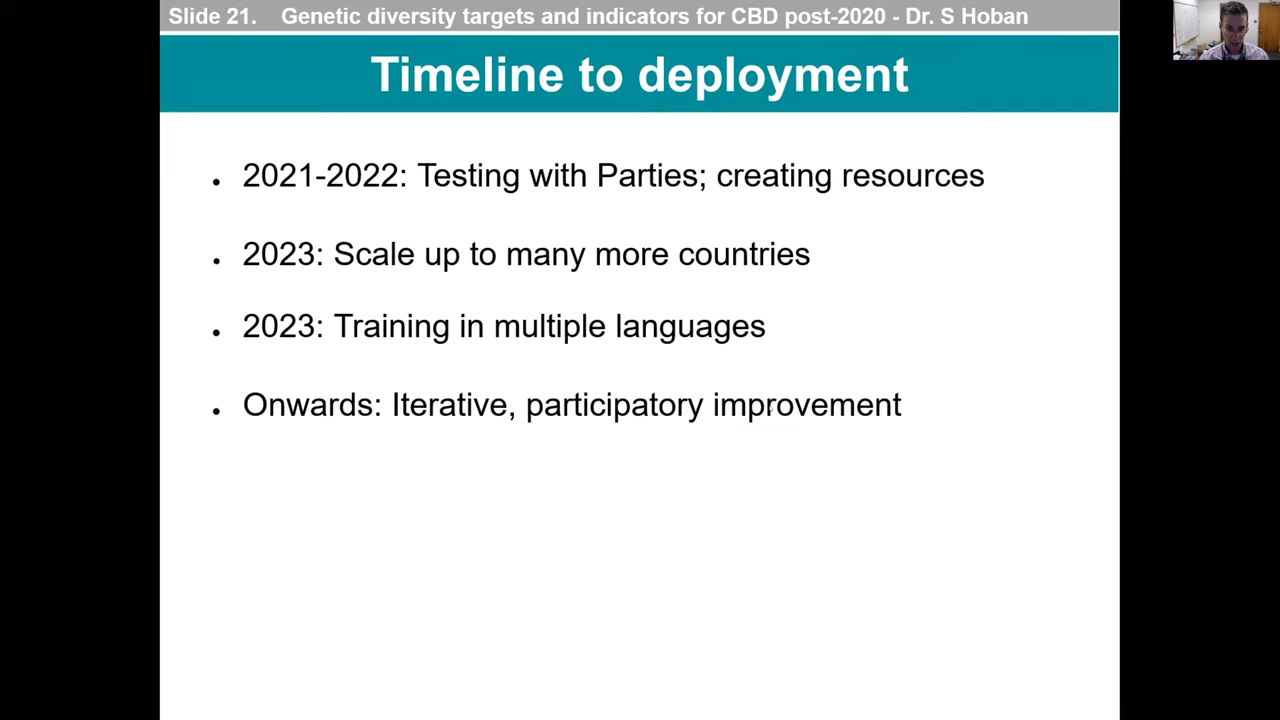 Slide 21. Genetic diversity targets and indicators for CBD post-2020 - Dr. S Hoban
Timeline to deployment
• 2021-2022: Testing with Parties; creating resources
• 2023: Scale up to many more countries
• 2023: Training in multiple languages
• Onwards: Iterative, participatory improvement